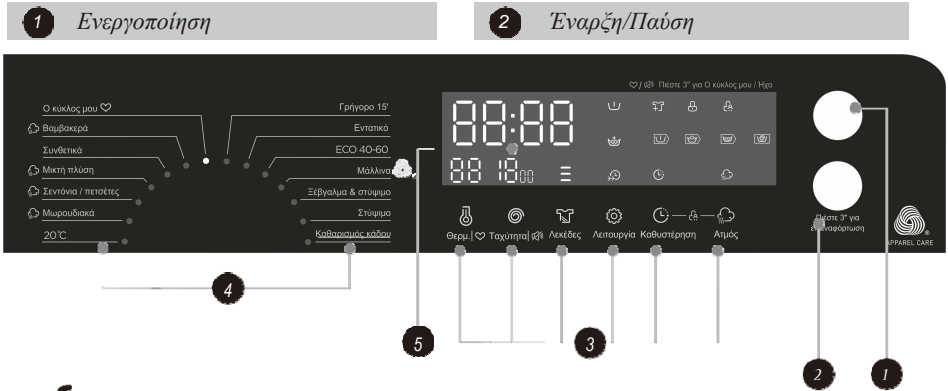 1 Ενεργοποίηση
2 Έναρξη/Παύση
Πιέστε 3" για Ο κύκλος μου / Ήχο
Ο κύκλος μου
Βαμβακερά
Συνθετικά
Μικτή πλύση
Σεντόνια / πετσέτες
Μωρουδιακά
20°C
Γρήγορο 15'
Εντατικό
ECO 40-60
Μάλλινα
Ξέβγαλμα & στύψιμο
Στύψιμο
Καθαρισμός κάδου
88:88
88 1800
Θερμ.| Ταχύτητα| Λεκέδες Λειτουργία Καθυστέρηση Ατμός
Πιέστε 3" για
επαναφόρτωση
APPAREL CARE
4
5
3
2
1